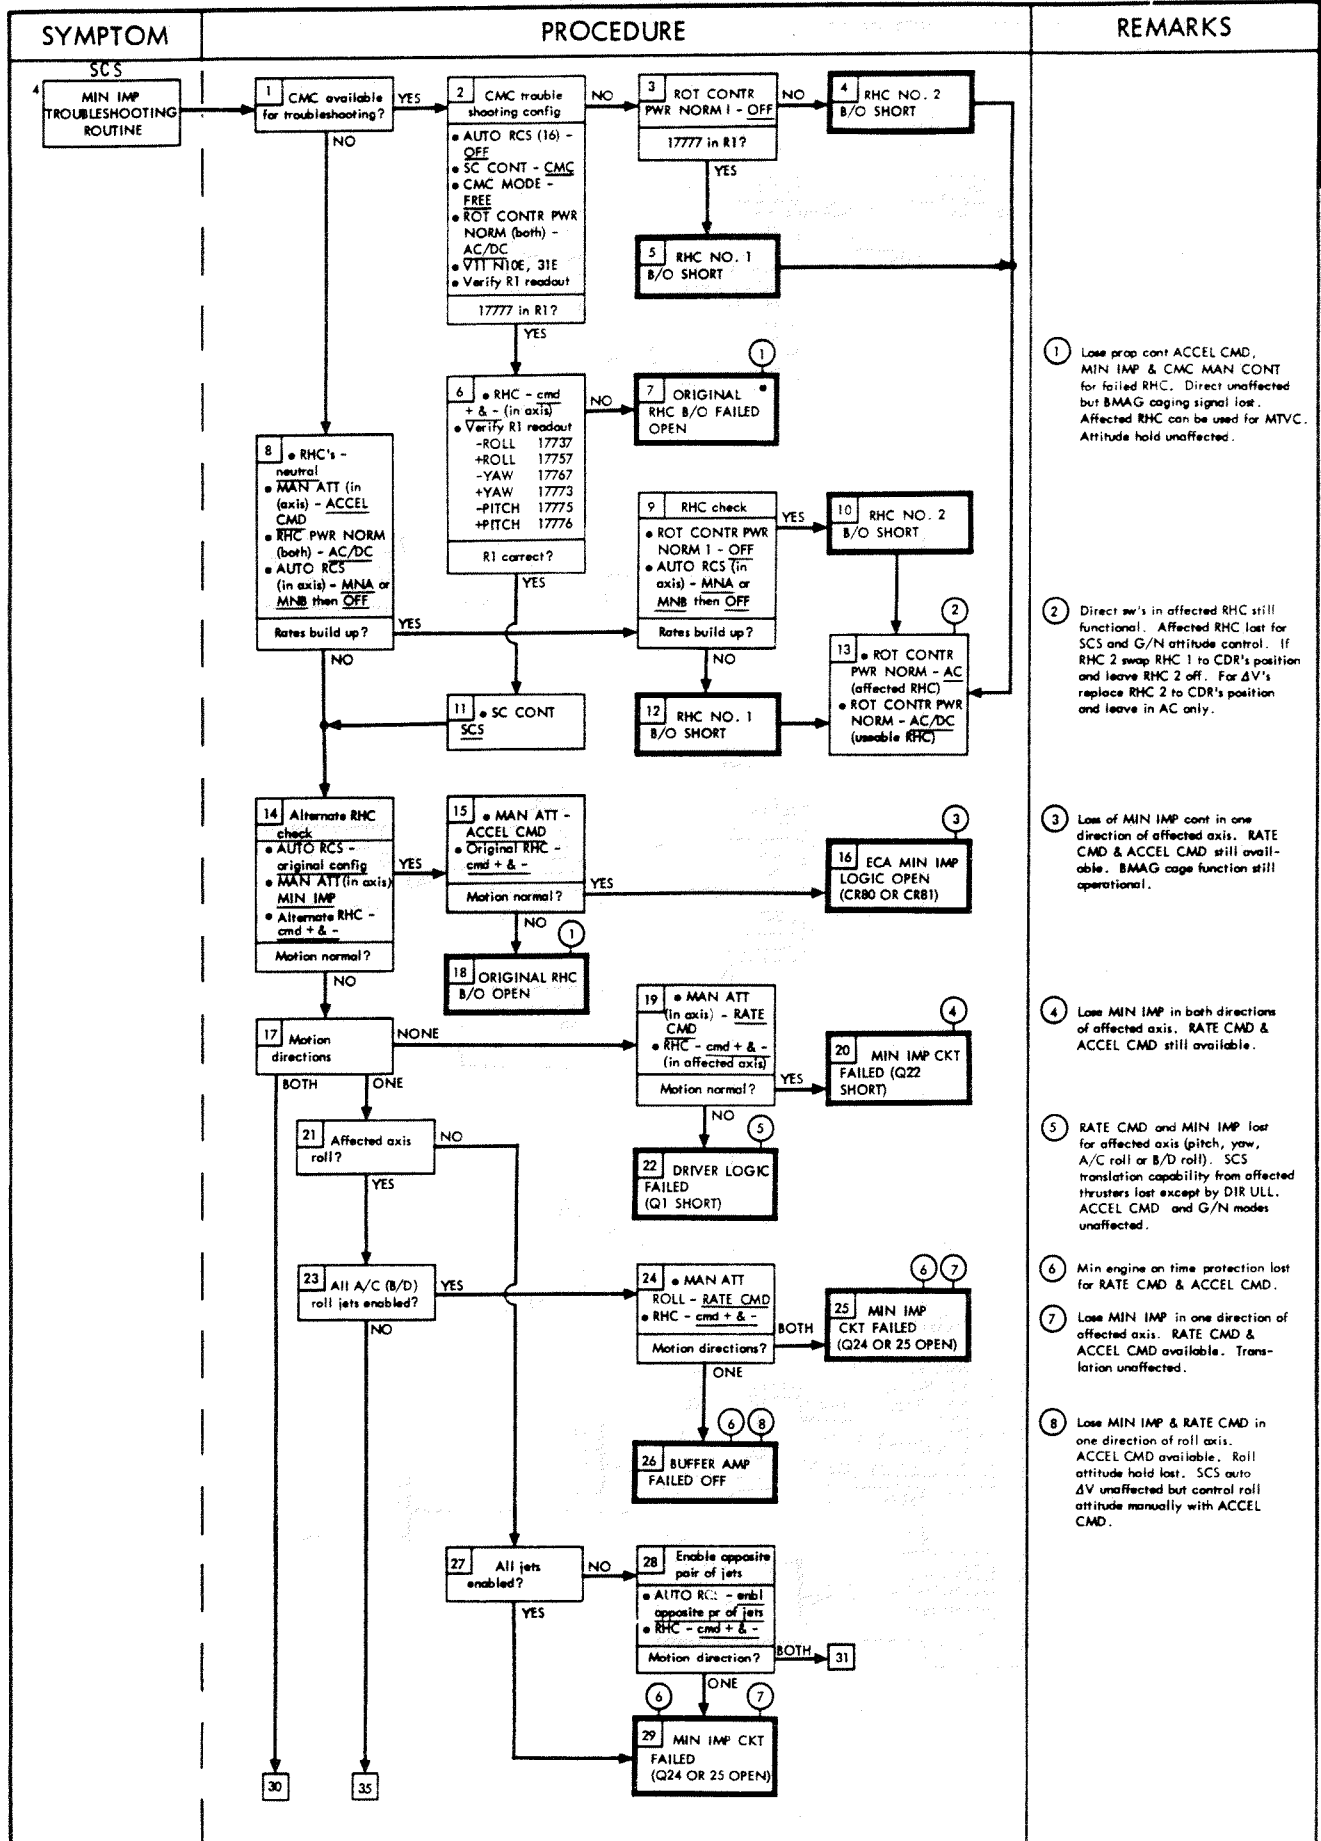 SYMPTOM
PROCEDURE
REMARKS
SCS
4
MIN IMP
TROUBLESHOOTING
ROUTINE
1 CMC available
for troubleshooting?
YES
NO
2 CMC trouble
shooting config
• AUTO RCS (16) -
OFF
• SC CONT - CMC
• CMC MODE -
FREE
• ROT CONTR PWR
NORM (both) -
AC/DC
• V11 N10E, 31E
• Verify R1 readout
17777 in R1?
NO
YES
3 ROT CONTR
PWR NORM 1 - OFF
17777 in R1?
NO
YES
4 RHC NO. 2
B/O SHORT
5 RHC NO. 1
B/O SHORT
6 • RHC - cmd
+ & - (in axis)
• Verify R1 readout
-ROLL 17737
+ROLL 17757
-YAW 17767
+YAW 17773
-PITCH 17775
+PITCH 17776
R1 correct?
NO
YES
1
7 ORIGINAL •
RHC B/O FAILED
OPEN
8 • RHC's -
neutral
• MAN ATT (in
(axis) - ACCEL
CMD
• RHC PWR NORM
(both) - AC/DC
• AUTO RCS
(in axis) - MNA or
MNB then OFF
Rates build up?
YES
NO
9 RHC check
• ROT CONTR PWR
NORM 1 - OFF
• AUTO RCS (in
axis) - MNA or
MNB then OFF
Rates build up?
YES
NO
10 RHC NO. 2
B/O SHORT
11 • SC CONT
SCS
12 RHC NO. 1
B/O SHORT
2
13 • ROT CONTR
PWR NORM - AC
(affected RHC)
• ROT CONTR PWR
NORM - AC/DC
(useable RHC)
14 Alternate RHC
check
• AUTO RCS -
original config
• MAN ATT (in axis)
MIN IMP
• Alternate RHC -
cmd + & -
Motion normal?
YES
NO
15 • MAN ATT -
ACCEL CMD
• Original RHC -
cmd + & -
Motion normal?
YES
NO
3
16 ECA MIN IMP
LOGIC OPEN
(CR80 OR CR81)
1
18 ORIGINAL RHC
B/O OPEN
17 Motion
directions
NONE
BOTH
ONE
19 • MAN ATT
(in axis) - RATE
CMD
• RHC - cmd + & -
(in affected axis)
Motion normal?
YES
NO
4
20 MIN IMP CKT
FAILED (Q22
SHORT)
21 Affected axis
roll?
NO
YES
5
22 DRIVER LOGIC
FAILED
(Q1 SHORT)
23 All A/C (B/D)
roll jets enabled?
YES
NO
24 • MAN ATT
ROLL - RATE CMD
• RHC - cmd + & -
Motion directions?
BOTH
ONE
6 7
25 MIN IMP
CKT FAILED
(Q24 OR 25 OPEN)
6 8
26 BUFFER AMP
FAILED OFF
27 All jets
enabled?
NO
YES
28 Enable opposite
pair of jets
• AUTO RCS - enbl
opposite pr of jets
• RHC - cmd + & -
Motion direction?
BOTH
31
ONE
6 7
29 MIN IMP CKT
FAILED
(Q24 OR 25 OPEN)
30
35
1 Lose prop cont ACCEL CMD,
MIN IMP & CMC MAN CONT
for failed RHC. Direct unaffected
but BMAG caging signal lost.
Affected RHC can be used for MTVC.
Attitude hold unaffected.
2 Direct sw's in affected RHC still
functional. Affected RHC lost for
SCS and G/N attitude control. If
RHC 2 swap RHC 1 to CDR's position
and leave RHC 2 off. For ΔV's
replace RHC 2 to CDR's position
and leave in AC only.
3 Loss of MIN IMP cont in one
direction of affected axis. RATE
CMD & ACCEL CMD still avail-
able. BMAG cage function still
operational.
4 Lose MIN IMP in both directions
of affected axis. RATE CMD &
ACCEL CMD still available.
5 RATE CMD and MIN IMP lost
for affected axis (pitch, yaw,
A/C roll or B/D roll). SCS
translation capability from affected
thrusters lost except by DIR ULL.
ACCEL CMD and G/N modes
unaffected.
6 Min engine on time protection lost
for RATE CMD & ACCEL CMD.
7 Lose MIN IMP in one direction of
affected axis. RATE CMD &
ACCEL CMD available. Trans-
lation unaffected.
8 Lose MIN IMP & RATE CMD in
one direction of roll axis.
ACCEL CMD available. Roll
attitude hold lost. SCS auto
ΔV unaffected but control roll
attitude manually with ACCEL
CMD.